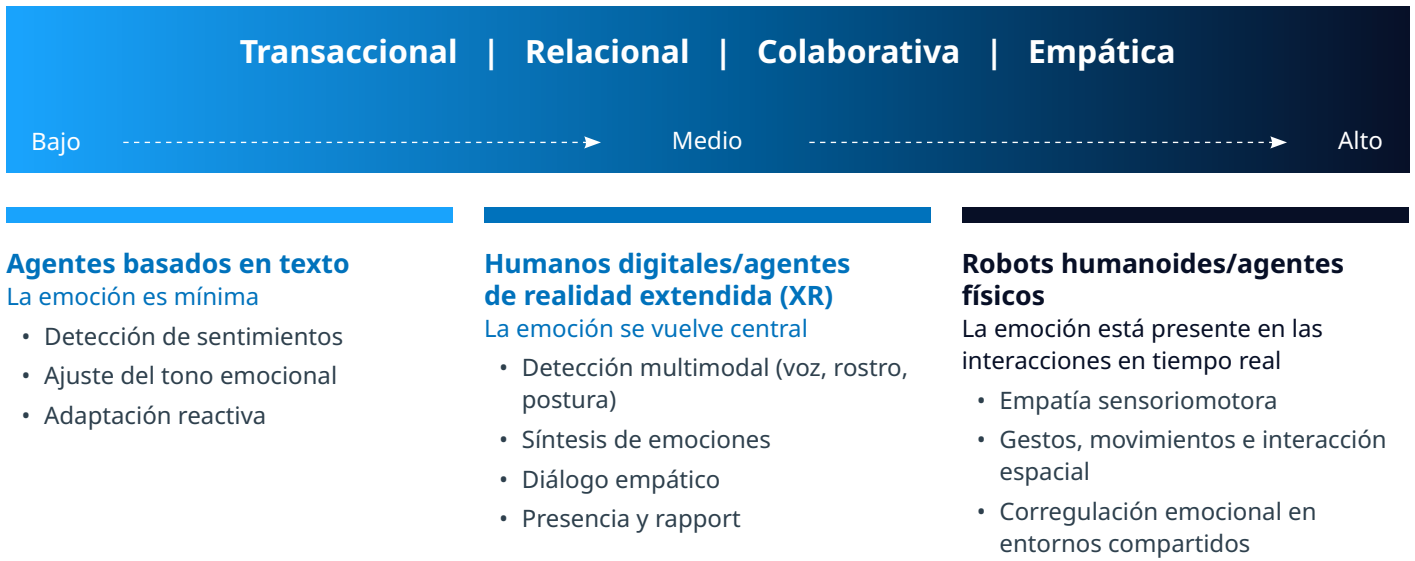 Transaccional | Relacional | Colaborativa | Empática
Bajo
Medio
Alto
Agentes basados en texto
La emoción es mínima
• Detección de sentimientos
• Ajuste del tono emocional
• Adaptación reactiva
Humanos digitales/agentes
de realidad extendida (XR)
La emoción se vuelve central
• Detección multimodal (voz, rostro,
postura)
• Síntesis de emociones
• Diálogo empático
• Presencia y rapport
Robots humanoides/agentes
físicos
La emoción está presente en las
interacciones en tiempo real
• Empatía sensoriomotora
• Gestos, movimientos e interacción
espacial
• Corregulación emocional en
entornos compartidos